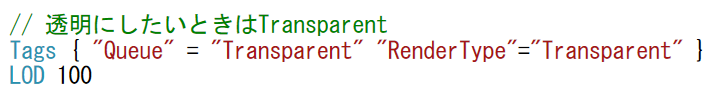 // 透明にしたいときはTransparent
Tags { "Queue" = "Transparent" "RenderType"="Transparent" }
LOD 100